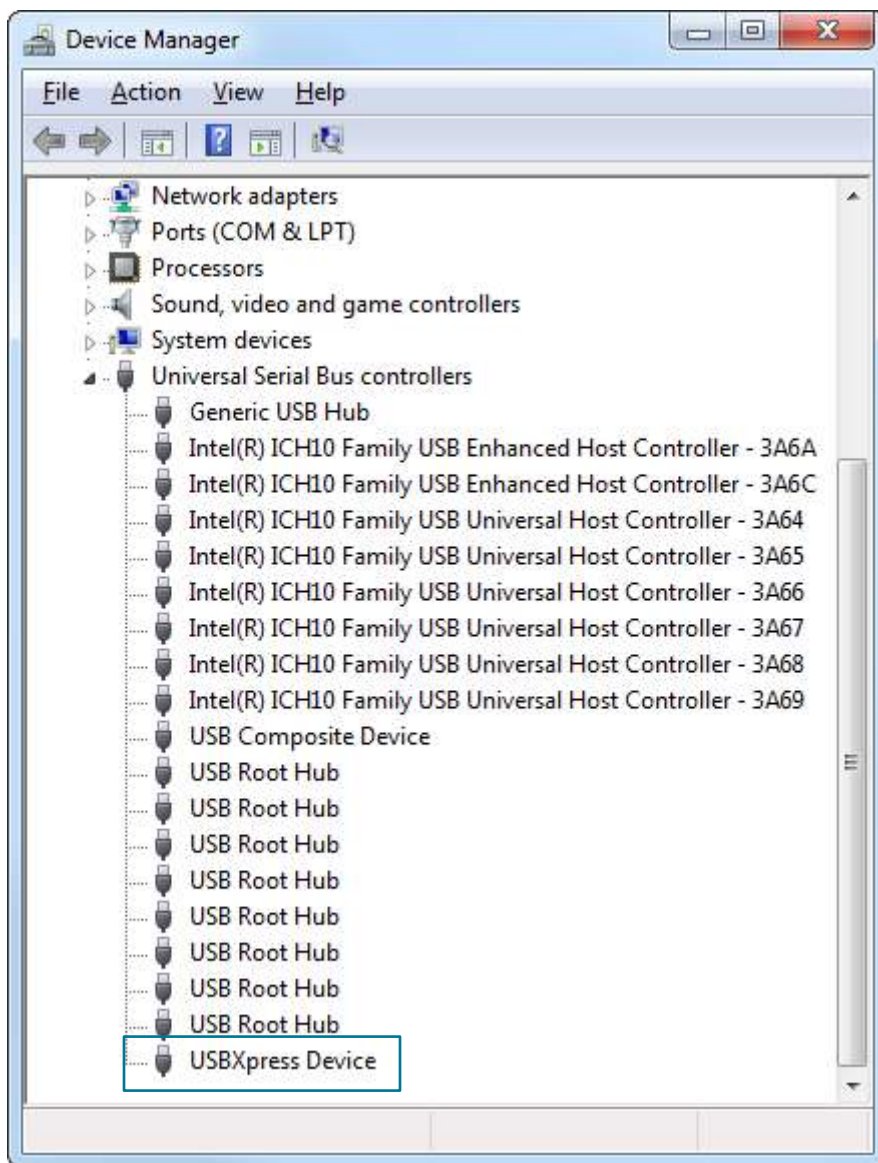 Device Manager
File Action View Help
Network adapters
Ports (COM & LPT)
Processors
Sound, video and game controllers
System devices
Universal Serial Bus controllers
Generic USB Hub
Intel(R) ICH10 Family USB Enhanced Host Controller - 3A6A
Intel(R) ICH10 Family USB Enhanced Host Controller - 3A6C
Intel(R) ICH10 Family USB Universal Host Controller - 3A64
Intel(R) ICH10 Family USB Universal Host Controller - 3A65
Intel(R) ICH10 Family USB Universal Host Controller - 3A66
Intel(R) ICH10 Family USB Universal Host Controller - 3A67
Intel(R) ICH10 Family USB Universal Host Controller - 3A68
Intel(R) ICH10 Family USB Universal Host Controller - 3A69
USB Composite Device
USB Root Hub
USB Root Hub
USB Root Hub
USB Root Hub
USB Root Hub
USB Root Hub
USB Root Hub
USB Root Hub
USBXpress Device